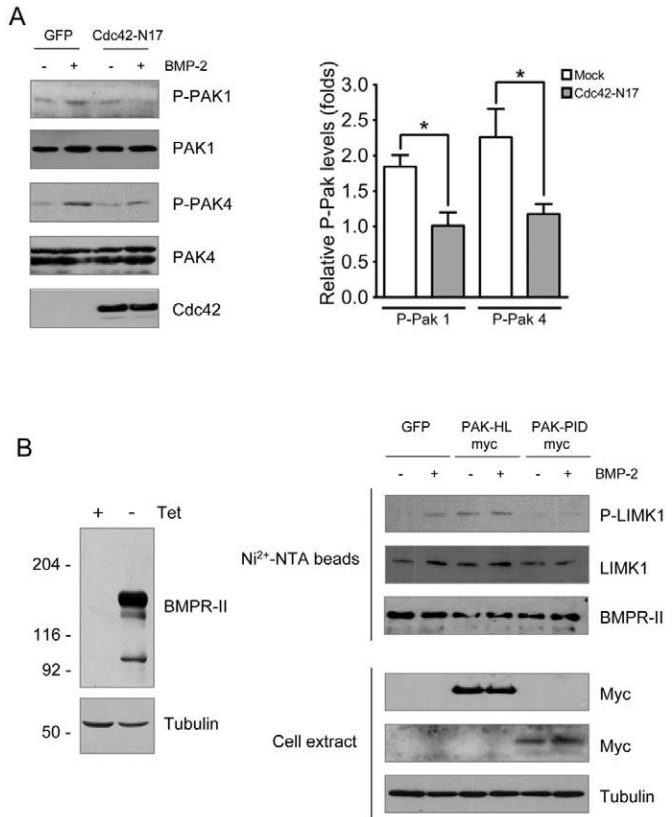 A
GFP Cdc42-N17
- + - + BMP-2
P-PAK1
PAK1
P-PAK4
PAK4
Cdc42
Relative P-Pak levels (folds)
3.0
2.5
2.0
1.5
1.0
0.5
0.0
* *
Mock
Cdc42-N17
P-Pak 1 P-Pak 4
B
+ - Tet
204 -
116 -
92 -
50 -
BMPR-II
Tubulin
GFP PAK-HL PAK-PID
myc myc
- + - + - + BMP-2
Ni²⁺-NTA beads
P-LIMK1
LIMK1
BMPR-II
Cell extract
Myc
Myc
Tubulin